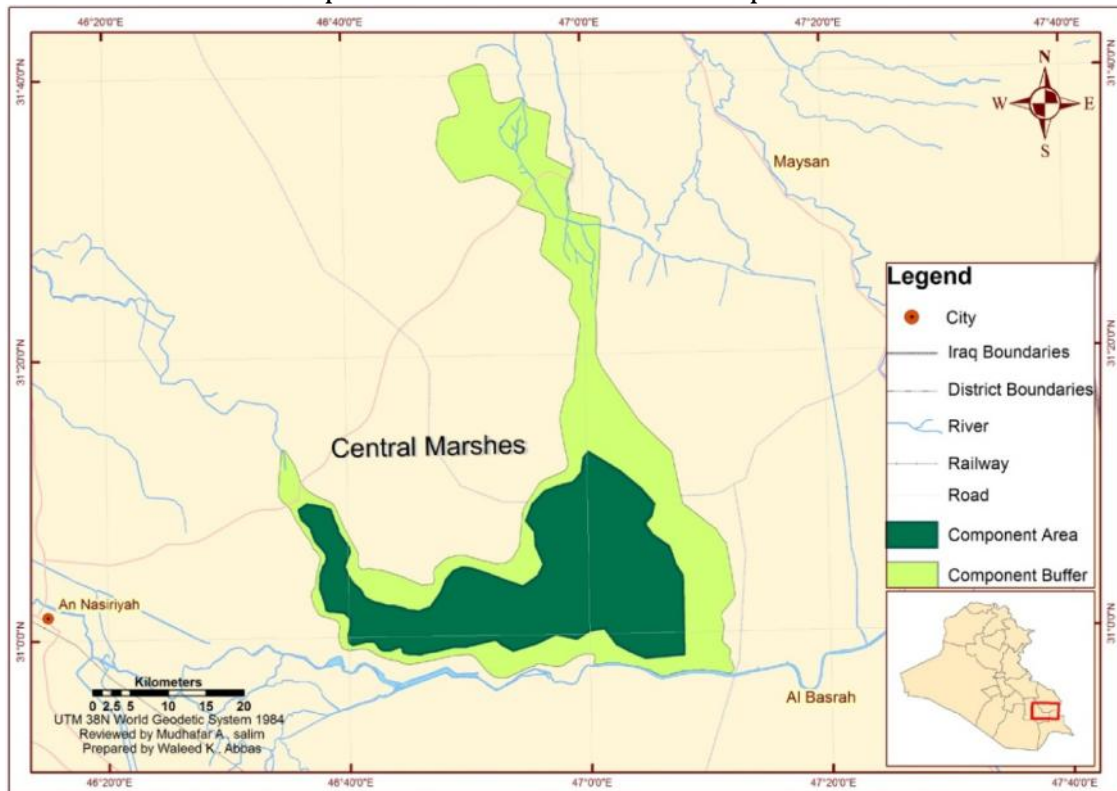 46°20'0"E 46°40'0"E 47°0'0"E 47°20'0"E 47°40'0"E
31°40'0"N
31°20'0"N
31°0'0"N
N
W E
S
Maysan
Central Marshes
An Nasiriyah
Al Basrah
Legend
City
Iraq Boundaries
District Boundaries
River
Railway
Road
Component Area
Component Buffer
31°40'0"N
31°20'0"N
31°0'0"N
Kilometers
0 2.5 5 10 15 20
UTM 38N World Geodetic System 1984
Reviewed by Mudhafar A. salim
Prepared by Waleed K. Abbas
46°20'0"E 46°40'0"E 47°0'0"E 47°20'0"E 47°40'0"E